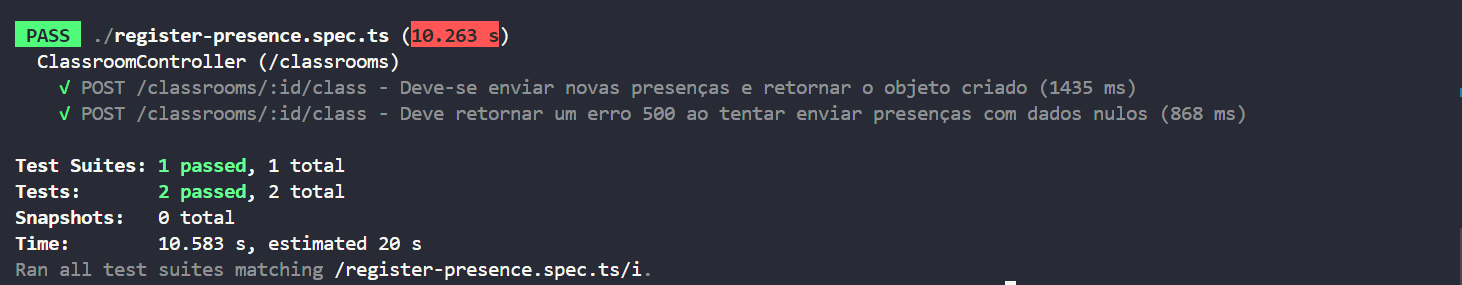 PASS ./register-presence.spec.ts (10.263 s)
ClassroomController (/classrooms)
√ POST /classrooms/:id/class - Deve-se enviar novas presenças e retornar o objeto criado (1435 ms)
√ POST /classrooms/:id/class - Deve retornar um erro 500 ao tentar enviar presenças com dados nulos (868 ms)
Test Suites: 1 passed, 1 total
Tests: 2 passed, 2 total
Snapshots: 0 total
Time: 10.583 s, estimated 20 s
Ran all test suites matching /register-presence.spec.ts/i.